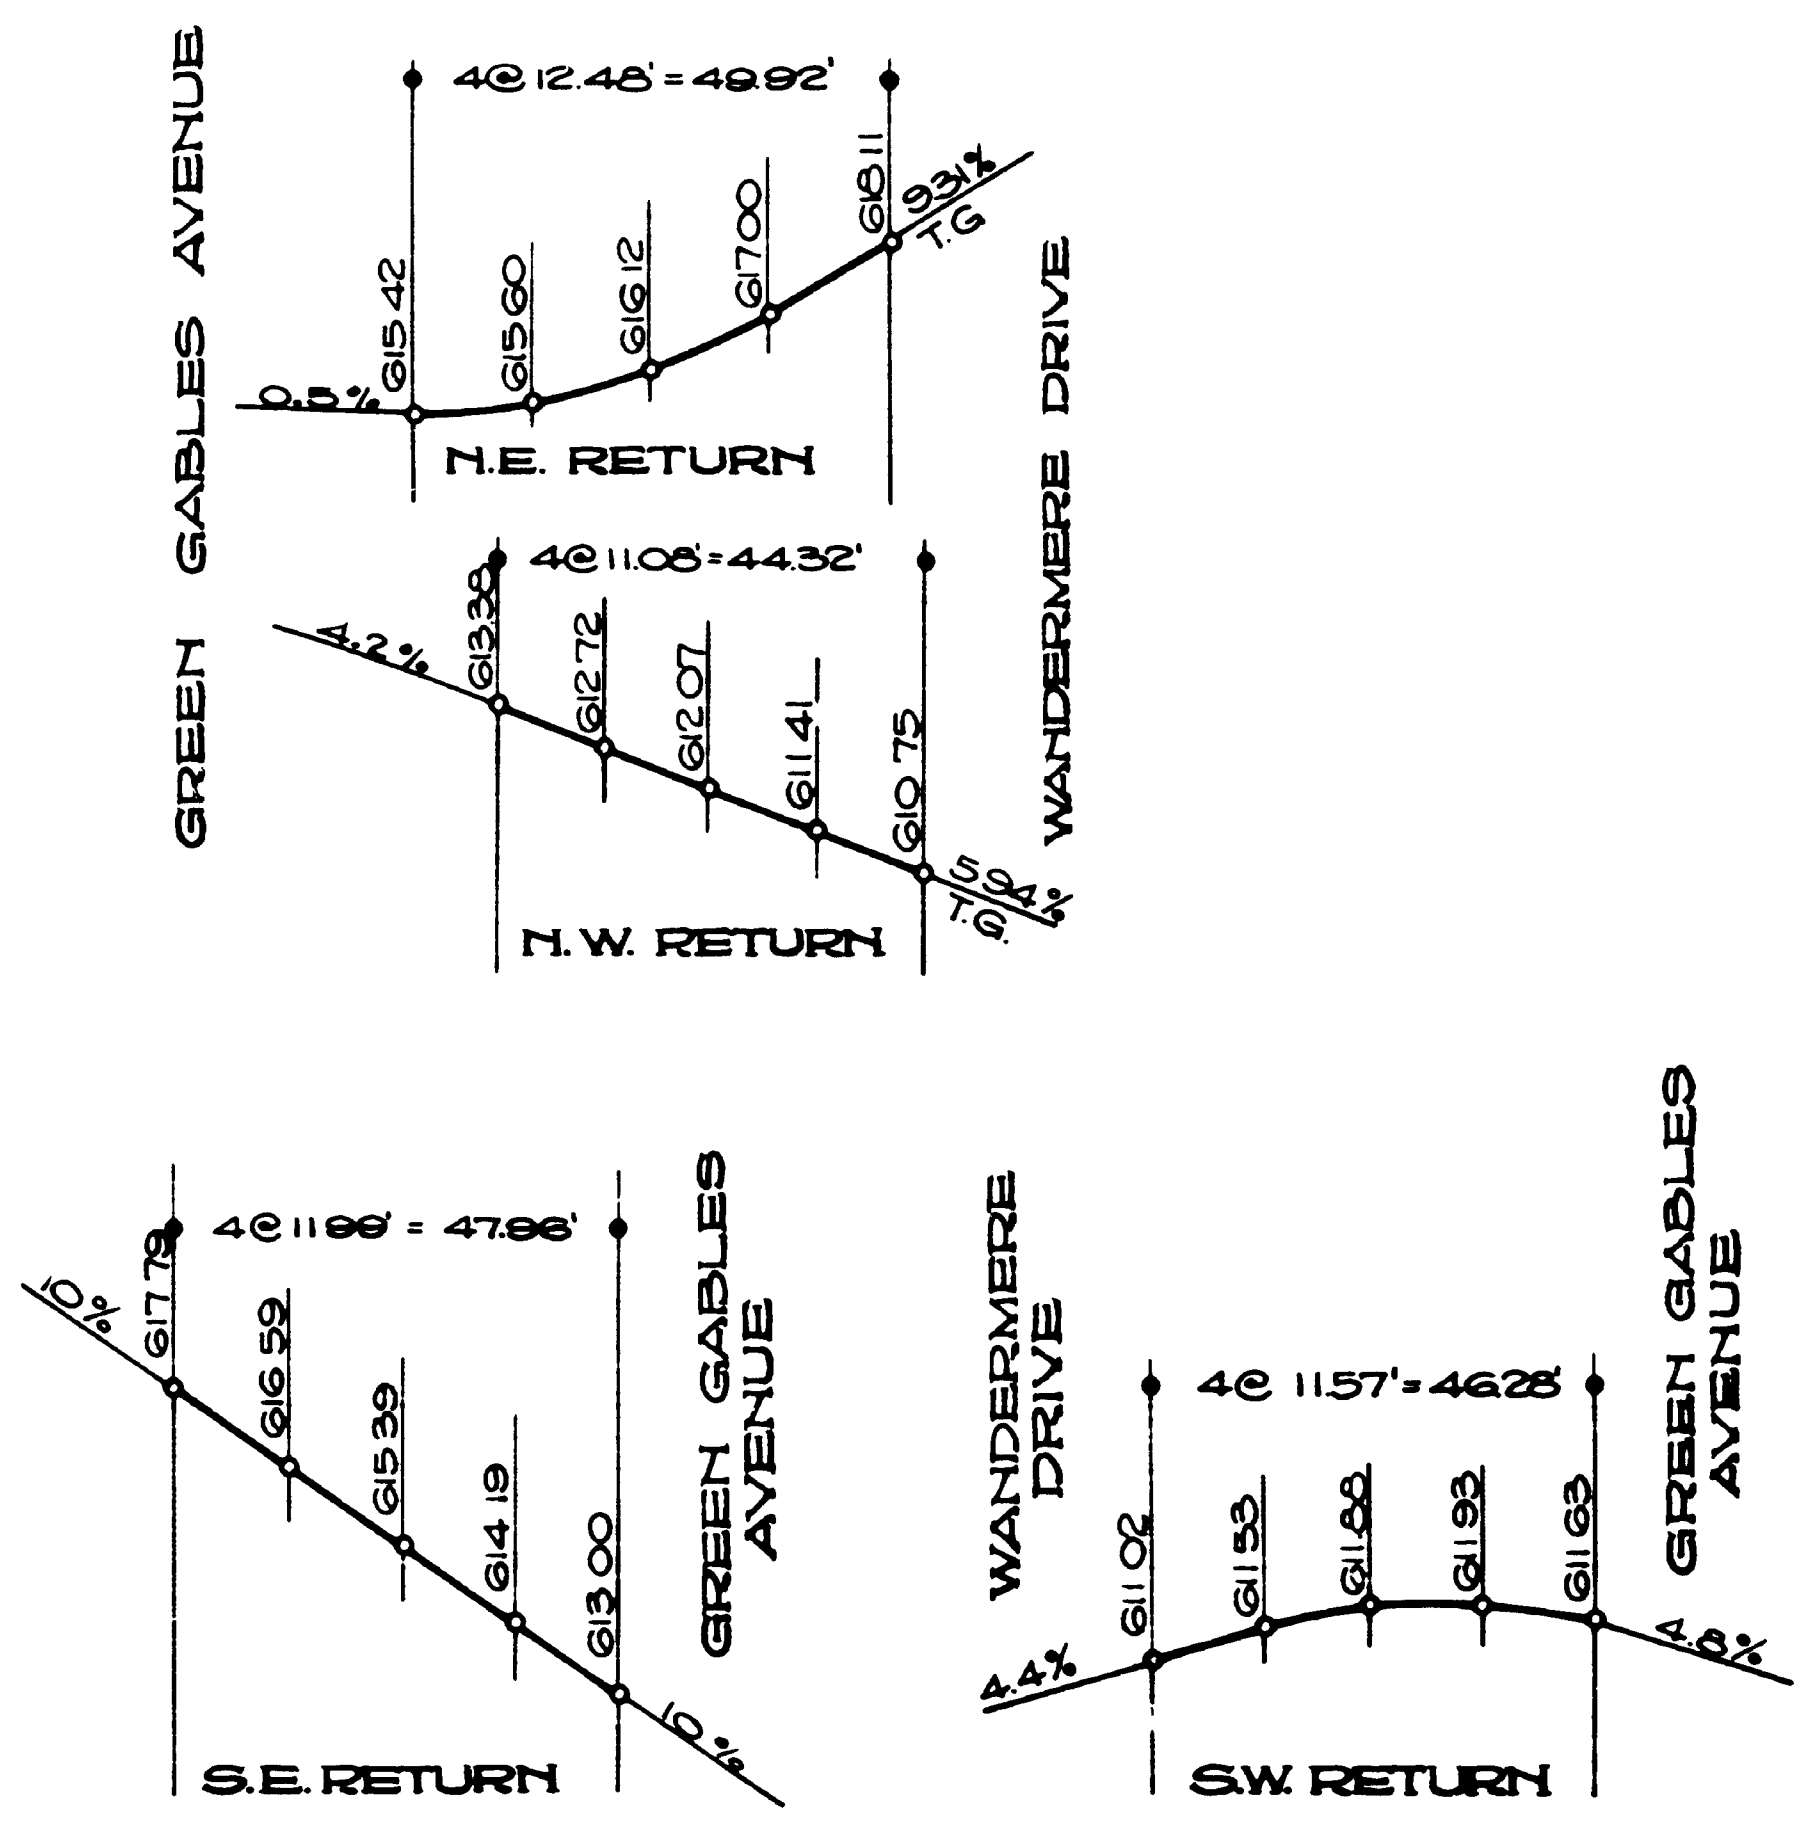 GREEN GABLES AVENUE
4@ 12.48' = 49.92'
615 42
615 60
616 12
617 00
618 11
9.31%
T.G.
0.5%
N.E. RETURN
WANDERMERE DRIVE
4@ 11.08' = 44.32'
4.2%
613.38
612 72
612 07
611 41
610 75
5.94%
T.G.
N.W. RETURN
4@ 11 99' = 47.96'
10%
617 79
616 59
615 39
614 19
613 00
10%
GREEN GABLES
AVENUE
S.E. RETURN
WANDERMERE
DRIVE
4@ 11.57' = 46.28'
4.4%
611 02
611 53
611.88
611 93
611 63
4.8%
GREEN GABLES
AVENUE
S.W. RETURN